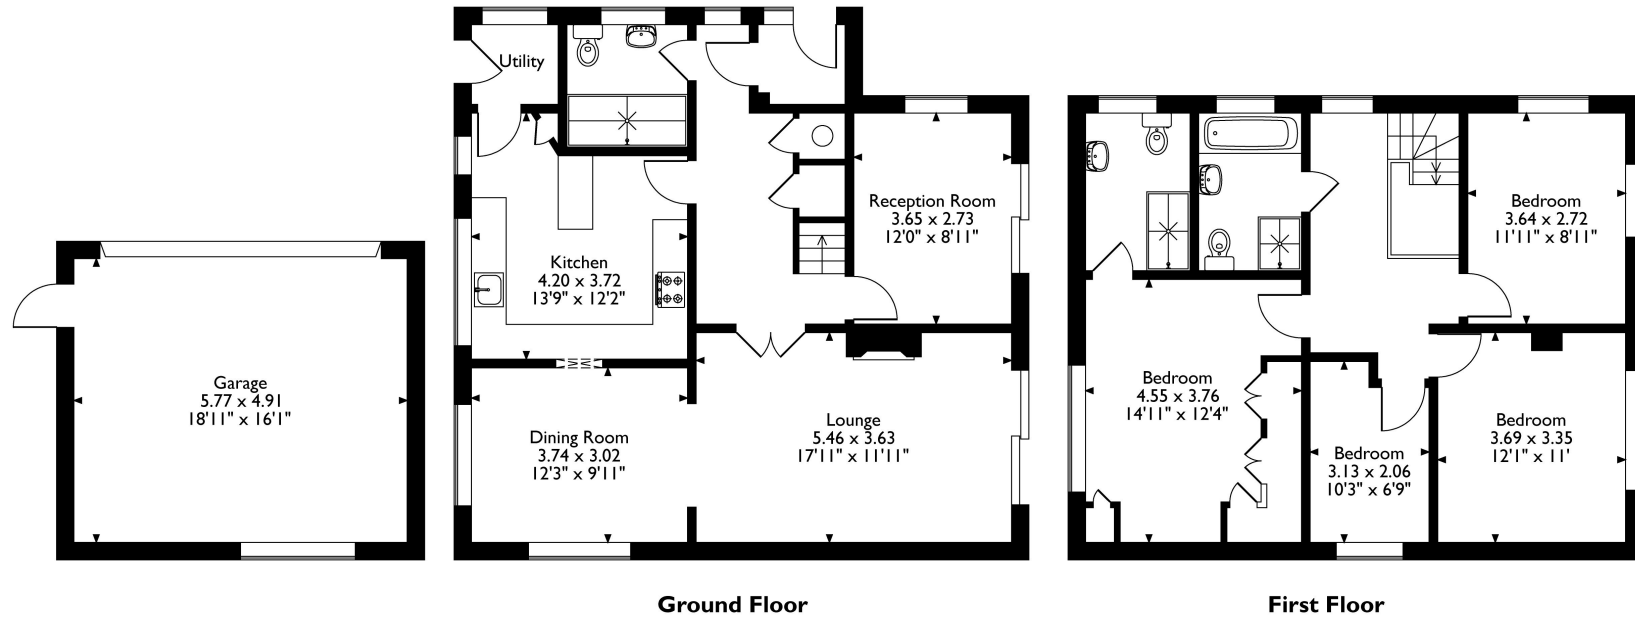 Utility
Kitchen
4.20 x 3.72
13'9" x 12'2"
Reception Room
3.65 x 2.73
12'0" x 8'11"
Garage
5.77 x 4.91
18'11" x 16'1"
Dining Room
3.74 x 3.02
12'3" x 9'11"
Lounge
5.46 x 3.63
17'11" x 11'11"
Bedroom
3.64 x 2.72
11'11" x 8'11"
Bedroom
4.55 x 3.76
14'11" x 12'4"
Bedroom
3.13 x 2.06
10'3" x 6'9"
Bedroom
3.69 x 3.35
12'1" x 11'
Ground Floor
First Floor